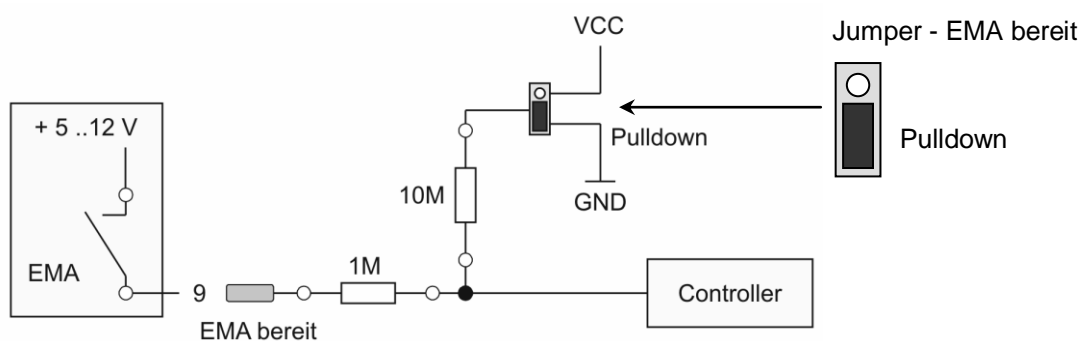 VCC
Jumper - EMA bereit
+ 5 ..12 V
Pulldown
Pulldown
10M
GND
EMA
1M
9
Controller
EMA bereit